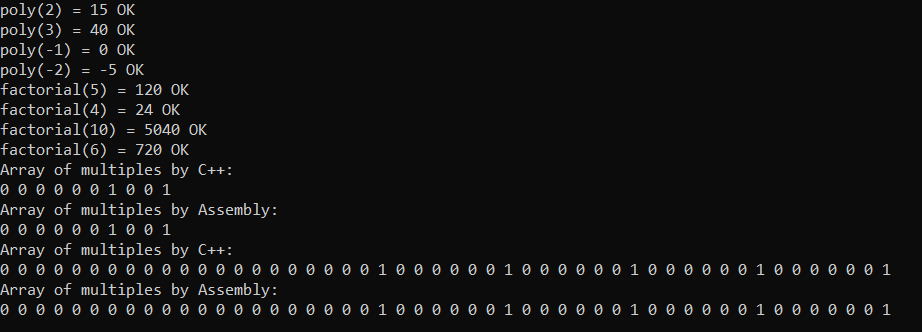 poly(2) = 15 OK
poly(3) = 40 OK
poly(-1) = 0 OK
poly(-2) = -5 OK
factorial(5) = 120 OK
factorial(4) = 24 OK
factorial(10) = 5040 OK
factorial(6) = 720 OK
Array of multiples by C++:
0 0 0 0 0 0 1 0 0 1
Array of multiples by Assembly:
0 0 0 0 0 0 1 0 0 1
Array of multiples by C++:
0 0 0 0 0 0 0 0 0 0 0 0 0 0 0 0 0 0 0 0 0 1 0 0 0 0 0 0 1 0 0 0 0 0 0 1 0 0 0 0 0 0 1 0 0 0 0 0 0 1
Array of multiples by Assembly:
0 0 0 0 0 0 0 0 0 0 0 0 0 0 0 0 0 0 0 0 0 1 0 0 0 0 0 0 1 0 0 0 0 0 0 1 0 0 0 0 0 0 1 0 0 0 0 0 0 1